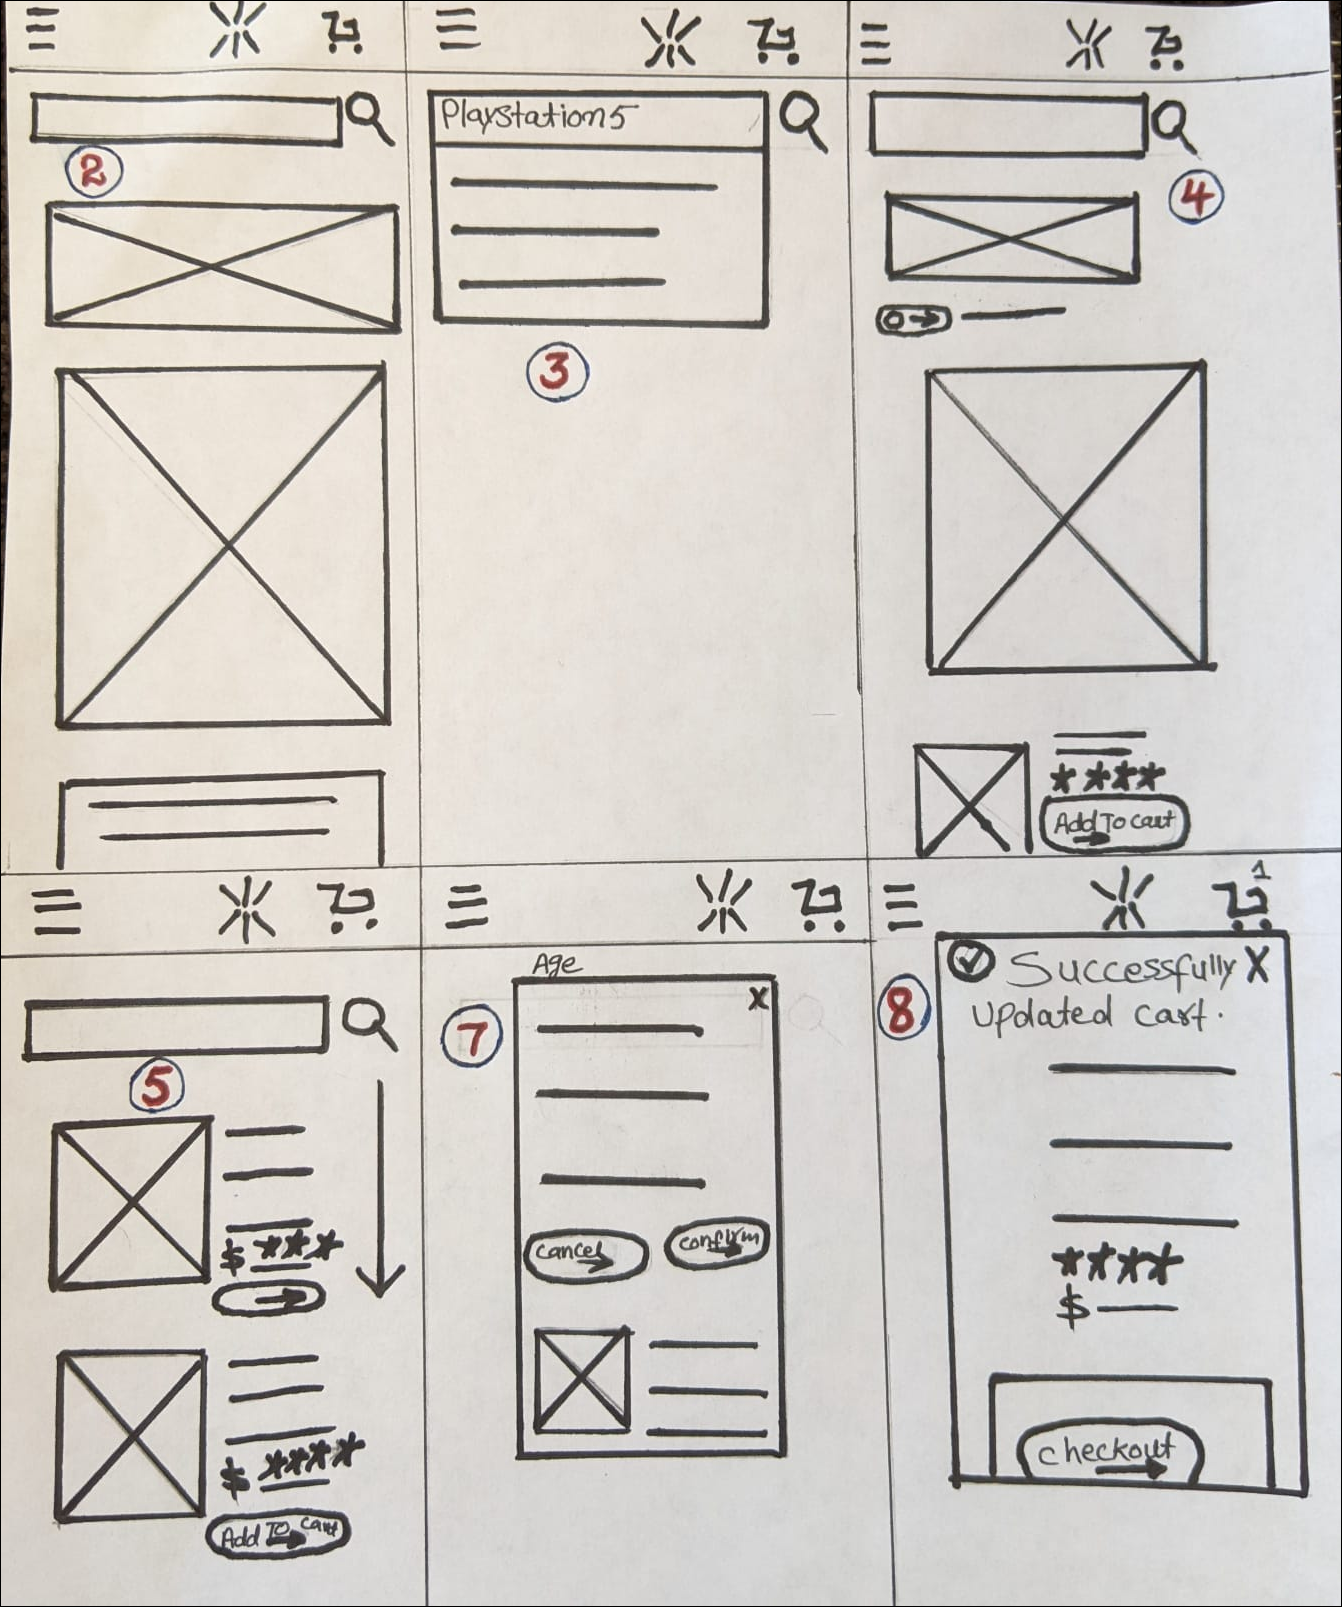 2
Playstation5
3
4
Add To cart
5
$
$
Add To cart
Age
X
7
cancel
confirm
1
8
Successfully X
updated cart.
$
checkout